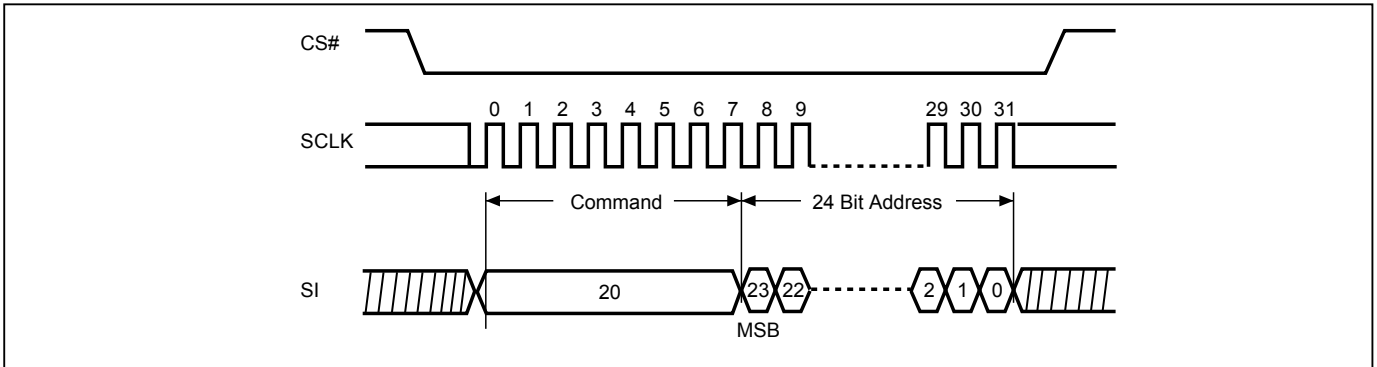 CS#
0 1 2 3 4 5 6 7 8 9 29 30 31
SCLK
Command 24 Bit Address
SI 20 23 22 2 1 0
MSB